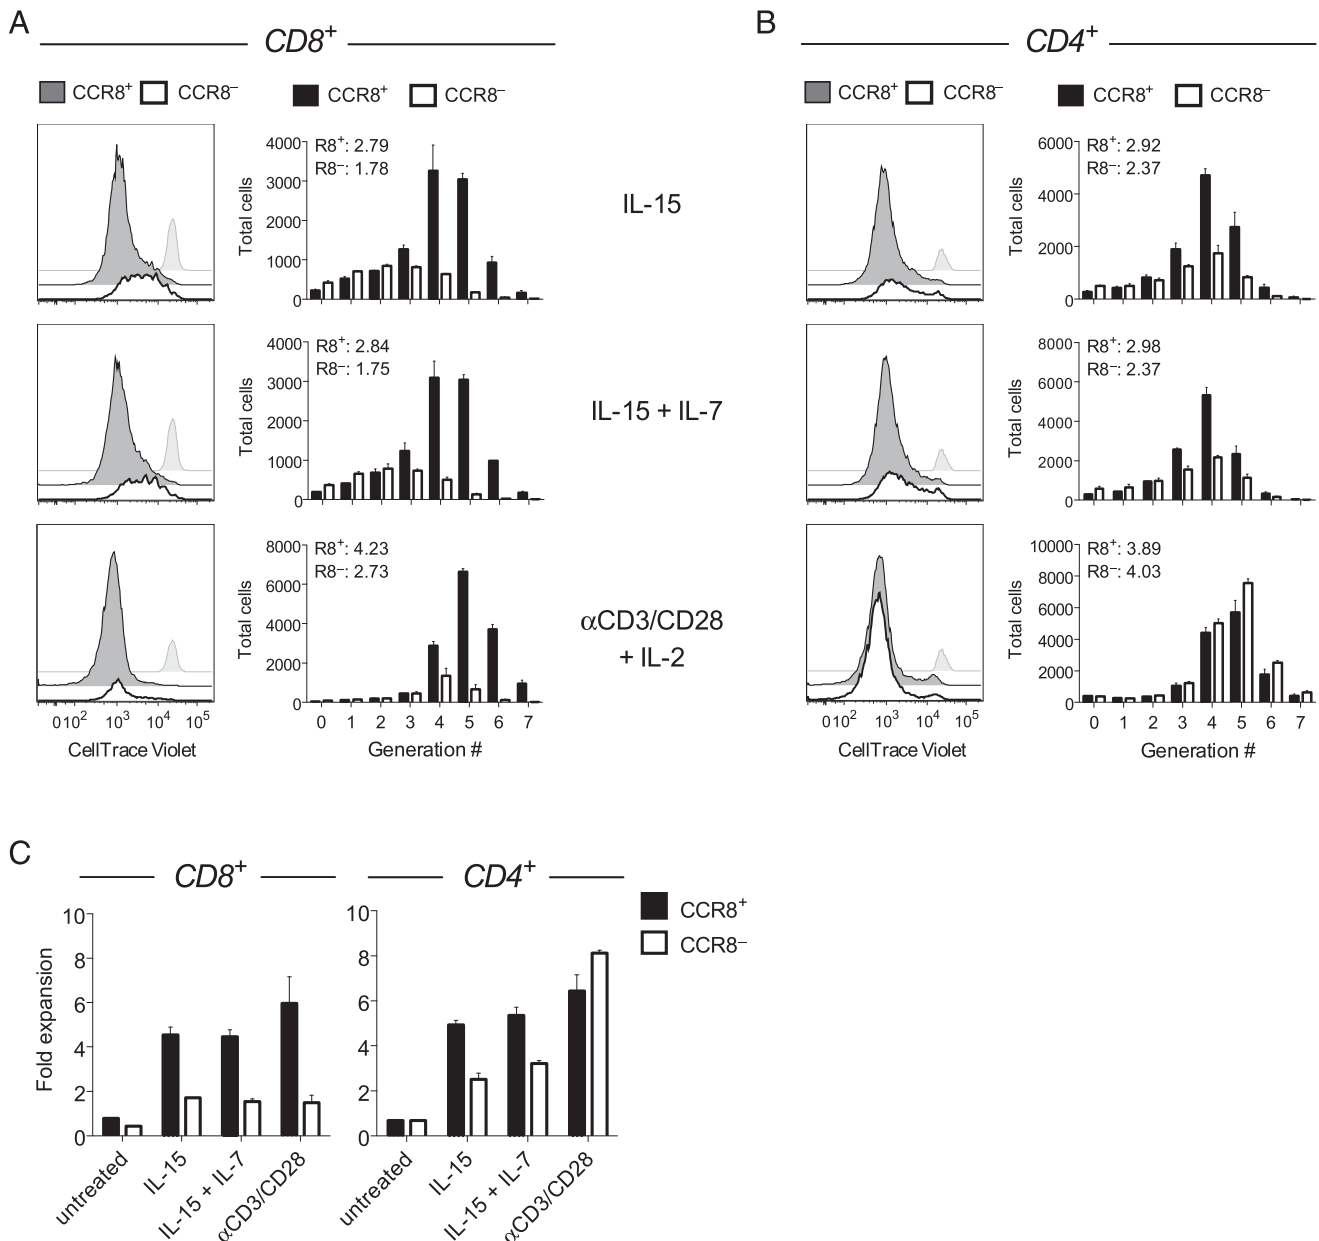 A
CD8+
CCR8+ CCR8–
CCR8+ CCR8–
Total cells
4000
3000
2000
1000
0
R8+: 2.79
R8–: 1.78
IL-15
Total cells
4000
3000
2000
1000
0
R8+: 2.84
R8–: 1.75
IL-15 + IL-7
Total cells
8000
6000
4000
2000
0
R8+: 4.23
R8–: 2.73
αCD3/CD28
+ IL-2
0 10² 10³ 10⁴ 10⁵
CellTrace Violet
0 1 2 3 4 5 6 7
Generation #
B
CD4+
CCR8+ CCR8–
CCR8+ CCR8–
Total cells
6000
4000
2000
0
R8+: 2.92
R8–: 2.37
Total cells
8000
6000
4000
2000
0
R8+: 2.98
R8–: 2.37
Total cells
10000
8000
6000
4000
2000
0
R8+: 3.89
R8–: 4.03
0 10² 10³ 10⁴ 10⁵
CellTrace Violet
0 1 2 3 4 5 6 7
Generation #
C
CD8+
Fold expansion
10
8
6
4
2
0
untreated
IL-15
IL-15 + IL-7
αCD3/CD28
CD4+
10
8
6
4
2
0
untreated
IL-15
IL-15 + IL-7
αCD3/CD28
CCR8+
CCR8–